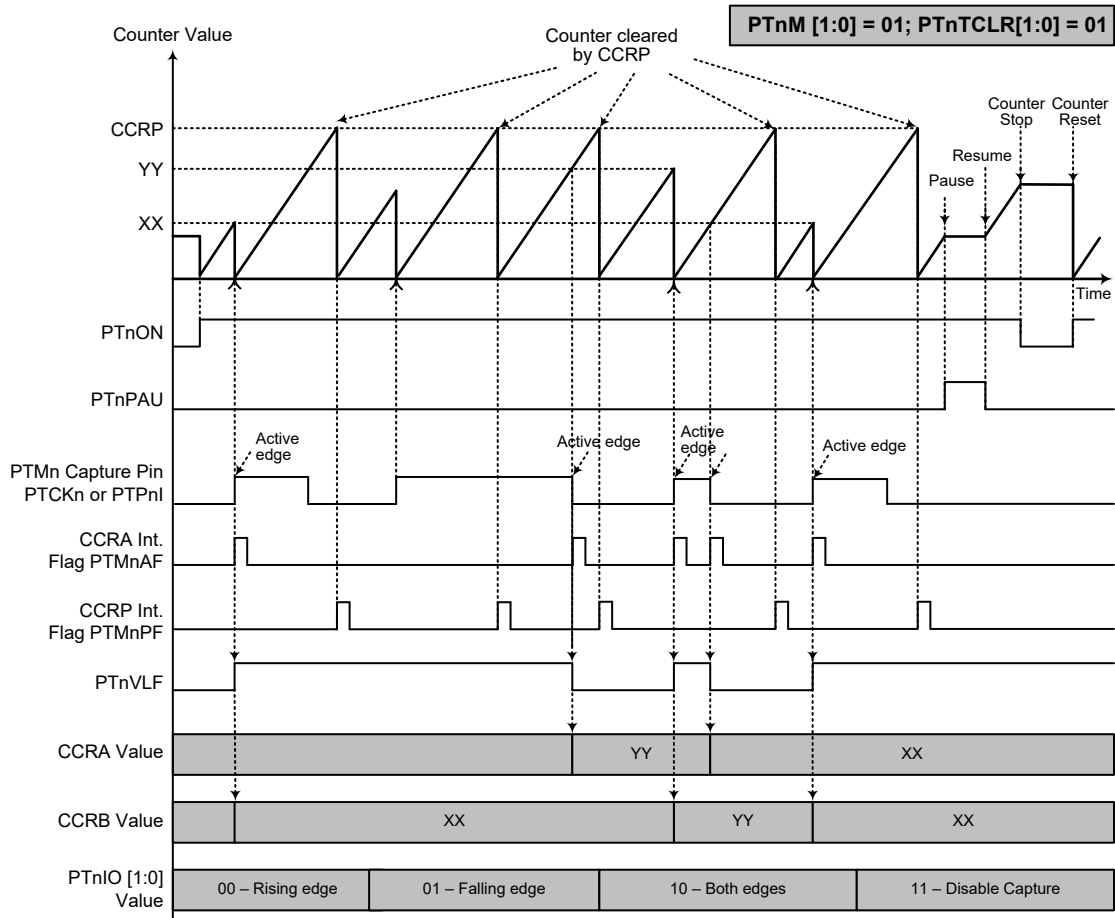 PTnM [1:0] = 01; PTnTCLR[1:0] = 01
Counter Value
Counter cleared
by CCRP
CCRP
YY
XX
Counter
Stop
Counter
Reset
Resume
Pause
Time
PTnON
PTnPAU
Active
edge
Active edge
Active
edge
Active edge
PTMn Capture Pin
PTCKn or PTPnI
CCRA Int.
Flag PTMnAF
CCRP Int.
Flag PTMnPF
PTnVLF
CCRA Value
YY
XX
CCRB Value
XX
YY
XX
PTnIO [1:0]
Value
00 – Rising edge
01 – Falling edge
10 – Both edges
11 – Disable Capture